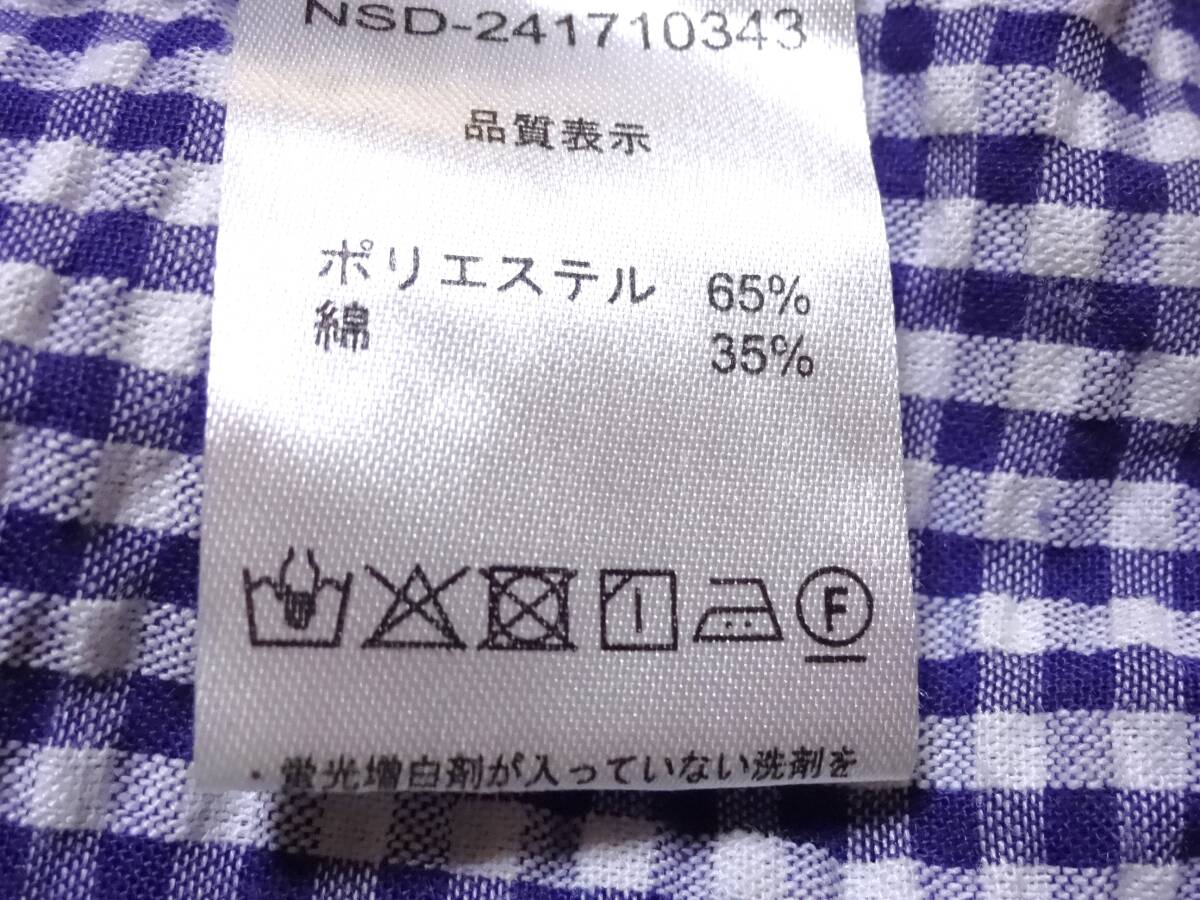 NSD-241710343
品質表示
ポリエステル 65%
綿 35%
F
・蛍光増白剤が入っていない洗剤を